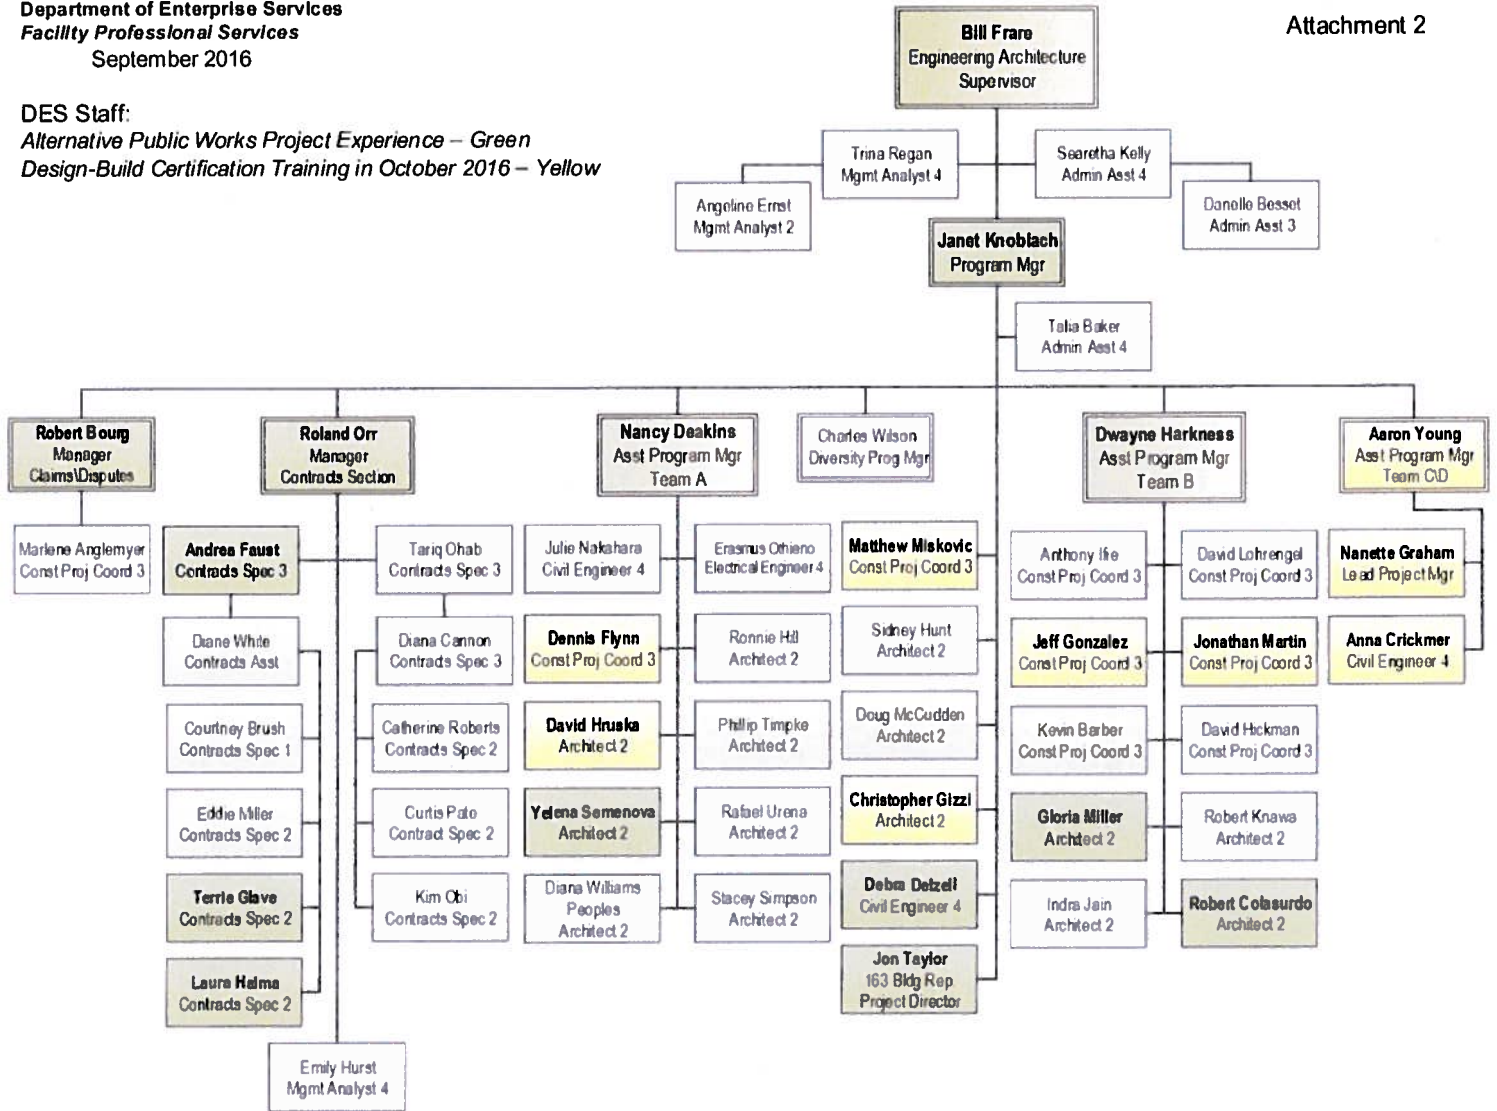 Department of Enterprise Services
Facility Professional Services
September 2016
Attachment 2
DES Staff:
Alternative Public Works Project Experience – Green
Design-Build Certification Training in October 2016 – Yellow
Bill Frare
Engineering Architecture
Supervisor
Trina Regan
Mgmt Analyst 4
Searetha Kelly
Admin Asst 4
Angeline Ernst
Mgmt Analyst 2
Danelle Bosset
Admin Asst 3
Janet Knoblach
Program Mgr
Talia Baker
Admin Asst 4
Robert Bourg
Manager
Claims\Disputes
Roland Orr
Manager
Contracts Section
Nancy Deakins
Asst Program Mgr
Team A
Charles Wilson
Diversity Prog Mgr
Dwayne Harkness
Asst Program Mgr
Team B
Aaron Young
Asst Program Mgr
Team C\D
Marlene Anglemyer
Const Proj Coord 3
Andrea Faust
Contracts Spec 3
Tariq Ohab
Contracts Spec 3
Diane White
Contracts Asst
Diana Cannon
Contracts Spec 3
Courtney Brush
Contracts Spec 1
Catherine Roberts
Contracts Spec 2
Eddie Miller
Contracts Spec 2
Curtis Pate
Contract Spec 2
Terrie Glave
Contracts Spec 2
Kim Obi
Contracts Spec 2
Laura Halma
Contracts Spec 2
Emily Hurst
Mgmt Analyst 4
Julie Nakahara
Civil Engineer 4
Erasmus Othieno
Electrical Engineer 4
Dennis Flynn
Const Proj Coord 3
Ronnie Hill
Architect 2
David Hruska
Architect 2
Phillip Timpke
Architect 2
Yelena Semenova
Architect 2
Rafael Urena
Architect 2
Diana Williams
Peoples
Architect 2
Stacey Simpson
Architect 2
Matthew Miskovic
Const Proj Coord 3
Sidney Hunt
Architect 2
Doug McCudden
Architect 2
Christopher Gizzi
Architect 2
Debra Delzell
Civil Engineer 4
Jon Taylor
163 Bldg Rep
Project Director
Anthony Ifie
Const Proj Coord 3
David Lohrengel
Const Proj Coord 3
Jeff Gonzalez
Const Proj Coord 3
Jonathan Martin
Const Proj Coord 3
Kevin Barber
Const Proj Coord 3
David Hickman
Const Proj Coord 3
Gloria Miller
Architect 2
Robert Knawa
Architect 2
Indra Jain
Architect 2
Robert Colasurdo
Architect 2
Nanette Graham
Lead Project Mgr
Anna Crickmer
Civil Engineer 4